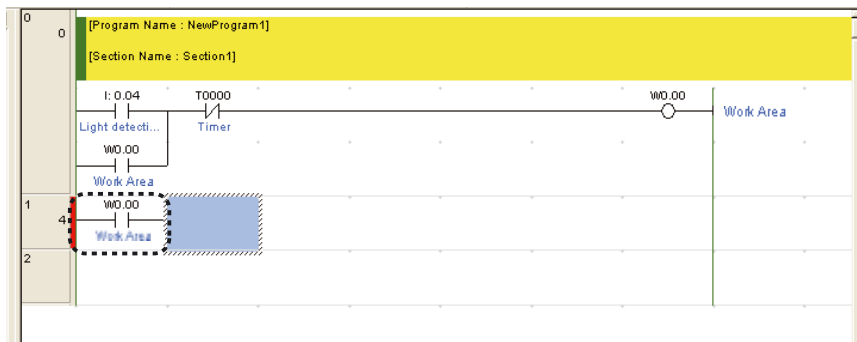 0
0
[Program Name : NewProgram1]
[Section Name : Section1]
I: 0.04 T0000 W0.00
Work Area
Light detecti... Timer
W0.00
Work Area
1
4
W0.00
Work Area
2